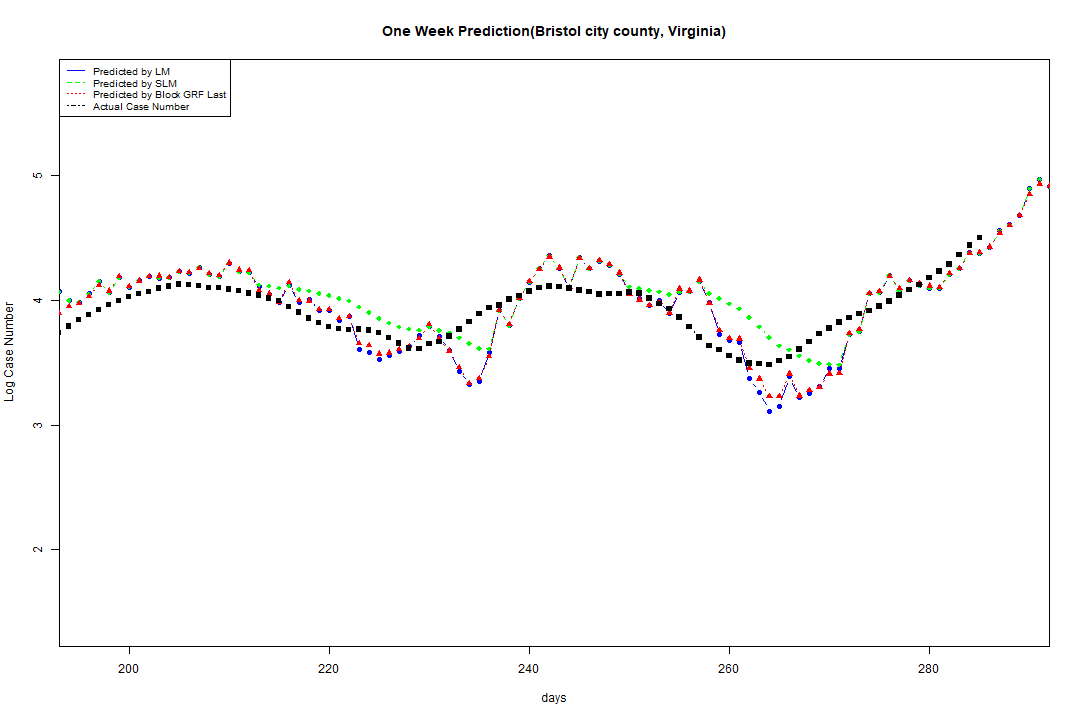 One Week Prediction(Bristol city county, Virginia)
Predicted by LM
Predicted by SLM
Predicted by Block GRF Last
Actual Case Number
5
4
3
2
Log Case Number
200 220 240 260 280
days